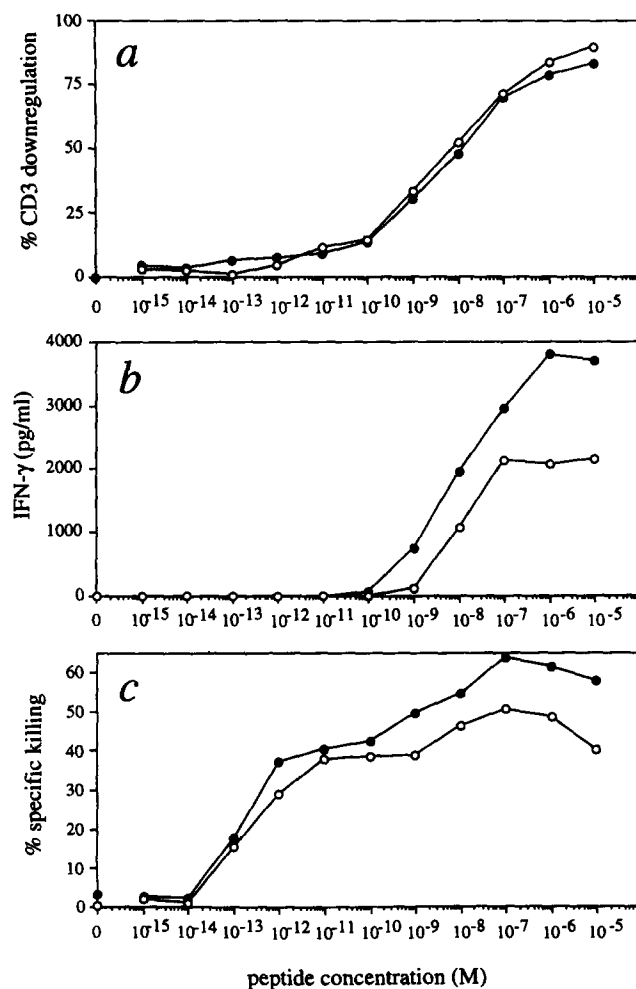 a
% CD3 downregulation
100
75
50
25
0
0 10⁻¹⁵ 10⁻¹⁴ 10⁻¹³ 10⁻¹² 10⁻¹¹ 10⁻¹⁰ 10⁻⁹ 10⁻⁸ 10⁻⁷ 10⁻⁶ 10⁻⁵
b
IFN-γ (pg/ml)
4000
3000
2000
1000
0
0 10⁻¹⁵ 10⁻¹⁴ 10⁻¹³ 10⁻¹² 10⁻¹¹ 10⁻¹⁰ 10⁻⁹ 10⁻⁸ 10⁻⁷ 10⁻⁶ 10⁻⁵
c
% specific killing
60
50
40
30
20
10
0
0 10⁻¹⁵ 10⁻¹⁴ 10⁻¹³ 10⁻¹² 10⁻¹¹ 10⁻¹⁰ 10⁻⁹ 10⁻⁸ 10⁻⁷ 10⁻⁶ 10⁻⁵
peptide concentration (M)